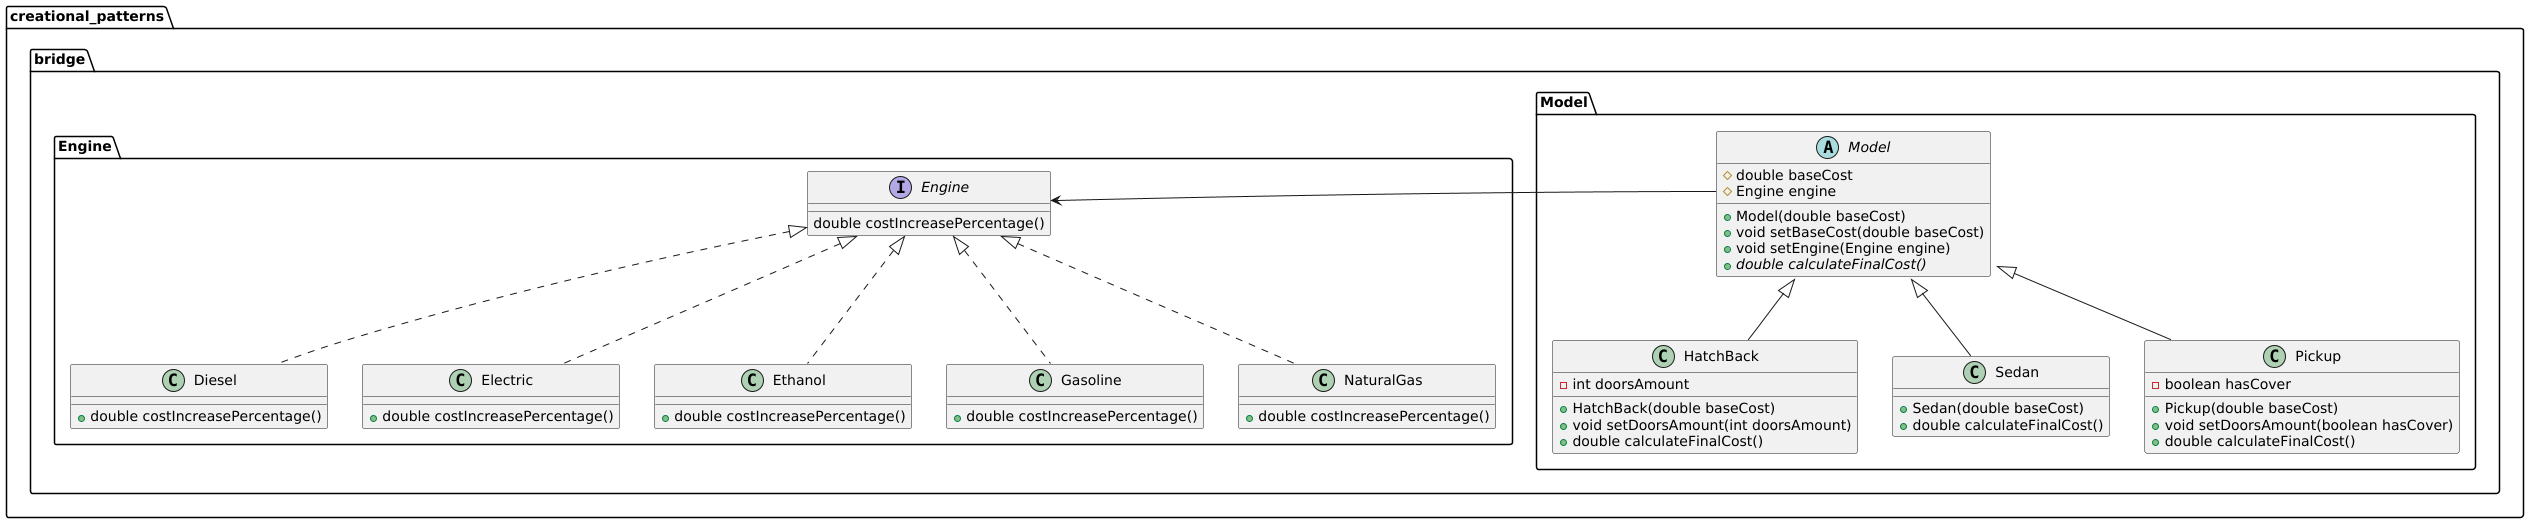 creational_patterns
bridge
Engine
I Engine
double costIncreasePercentage()
C Diesel
double costIncreasePercentage()
C Electric
double costIncreasePercentage()
C Ethanol
double costIncreasePercentage()
C Gasoline
double costIncreasePercentage()
C NaturalGas
double costIncreasePercentage()
Model
A Model
double baseCost
Engine engine
Model(double baseCost)
void setBaseCost(double baseCost)
void setEngine(Engine engine)
double calculateFinalCost()
C HatchBack
int doorsAmount
HatchBack(double baseCost)
void setDoorsAmount(int doorsAmount)
double calculateFinalCost()
C Sedan
Sedan(double baseCost)
double calculateFinalCost()
C Pickup
boolean hasCover
Pickup(double baseCost)
void setDoorsAmount(boolean hasCover)
double calculateFinalCost()